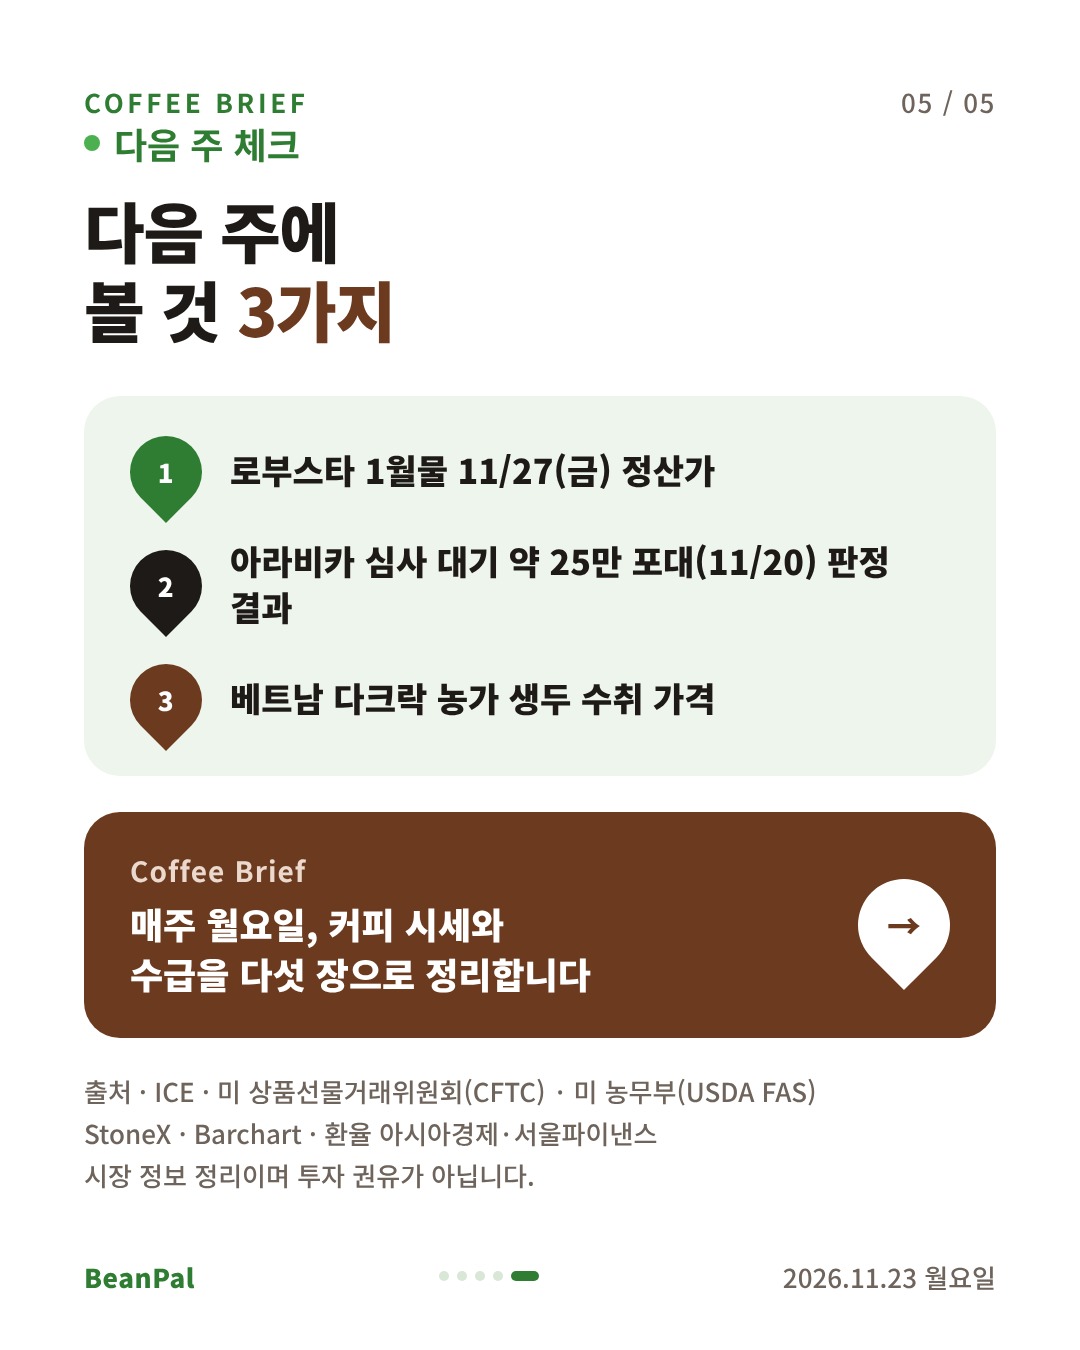 COFFEE BRIEF
05 / 05
다음 주 체크
다음 주에
볼 것 3가지
1
로부스타 1월물 11/27(금) 정산가
2
아라비카 심사 대기 약 25만 포대(11/20) 판정
결과
3
베트남 다크락 농가 생두 수취 가격
Coffee Brief
매주 월요일, 커피 시세와
수급을 다섯 장으로 정리합니다
→
출처 · ICE · 미 상품선물거래위원회(CFTC) · 미 농무부(USDA FAS)
StoneX · Barchart · 환율 아시아경제·서울파이낸스
시장 정보 정리이며 투자 권유가 아닙니다.
BeanPal
2026.11.23 월요일